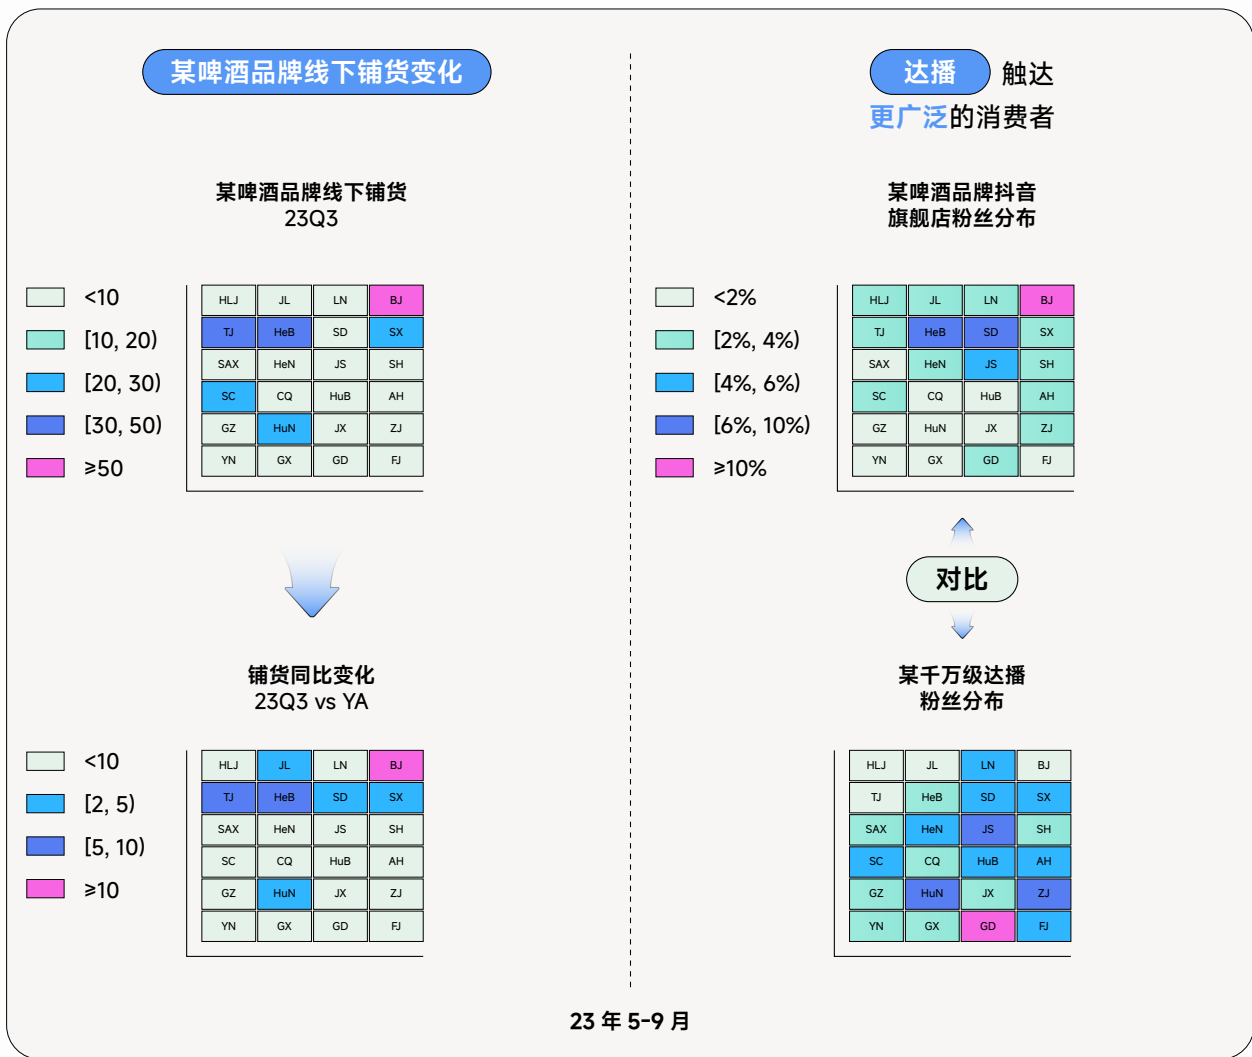 某啤酒品牌线下铺货变化
某啤酒品牌线下铺货
23Q3
<10
[10, 20)
[20, 30)
[30, 50)
≥50
HLJ JL LN BJ
TJ HeB SD SX
SAX HeN JS SH
SC CQ HuB AH
GZ HuN JX ZJ
YN GX GD FJ
铺货同比变化
23Q3 vs YA
<10
[2, 5)
[5, 10)
≥10
HLJ JL LN BJ
TJ HeB SD SX
SAX HeN JS SH
SC CQ HuB AH
GZ HuN JX ZJ
YN GX GD FJ
达播 触达
更广泛的消费者
某啤酒品牌抖音
旗舰店粉丝分布
<2%
[2%, 4%)
[4%, 6%)
[6%, 10%)
≥10%
HLJ JL LN BJ
TJ HeB SD SX
SAX HeN JS SH
SC CQ HuB AH
GZ HuN JX ZJ
YN GX GD FJ
对比
某千万级达播
粉丝分布
HLJ JL LN BJ
TJ HeB SD SX
SAX HeN JS SH
SC CQ HuB AH
GZ HuN JX ZJ
YN GX GD FJ
23 年 5-9 月